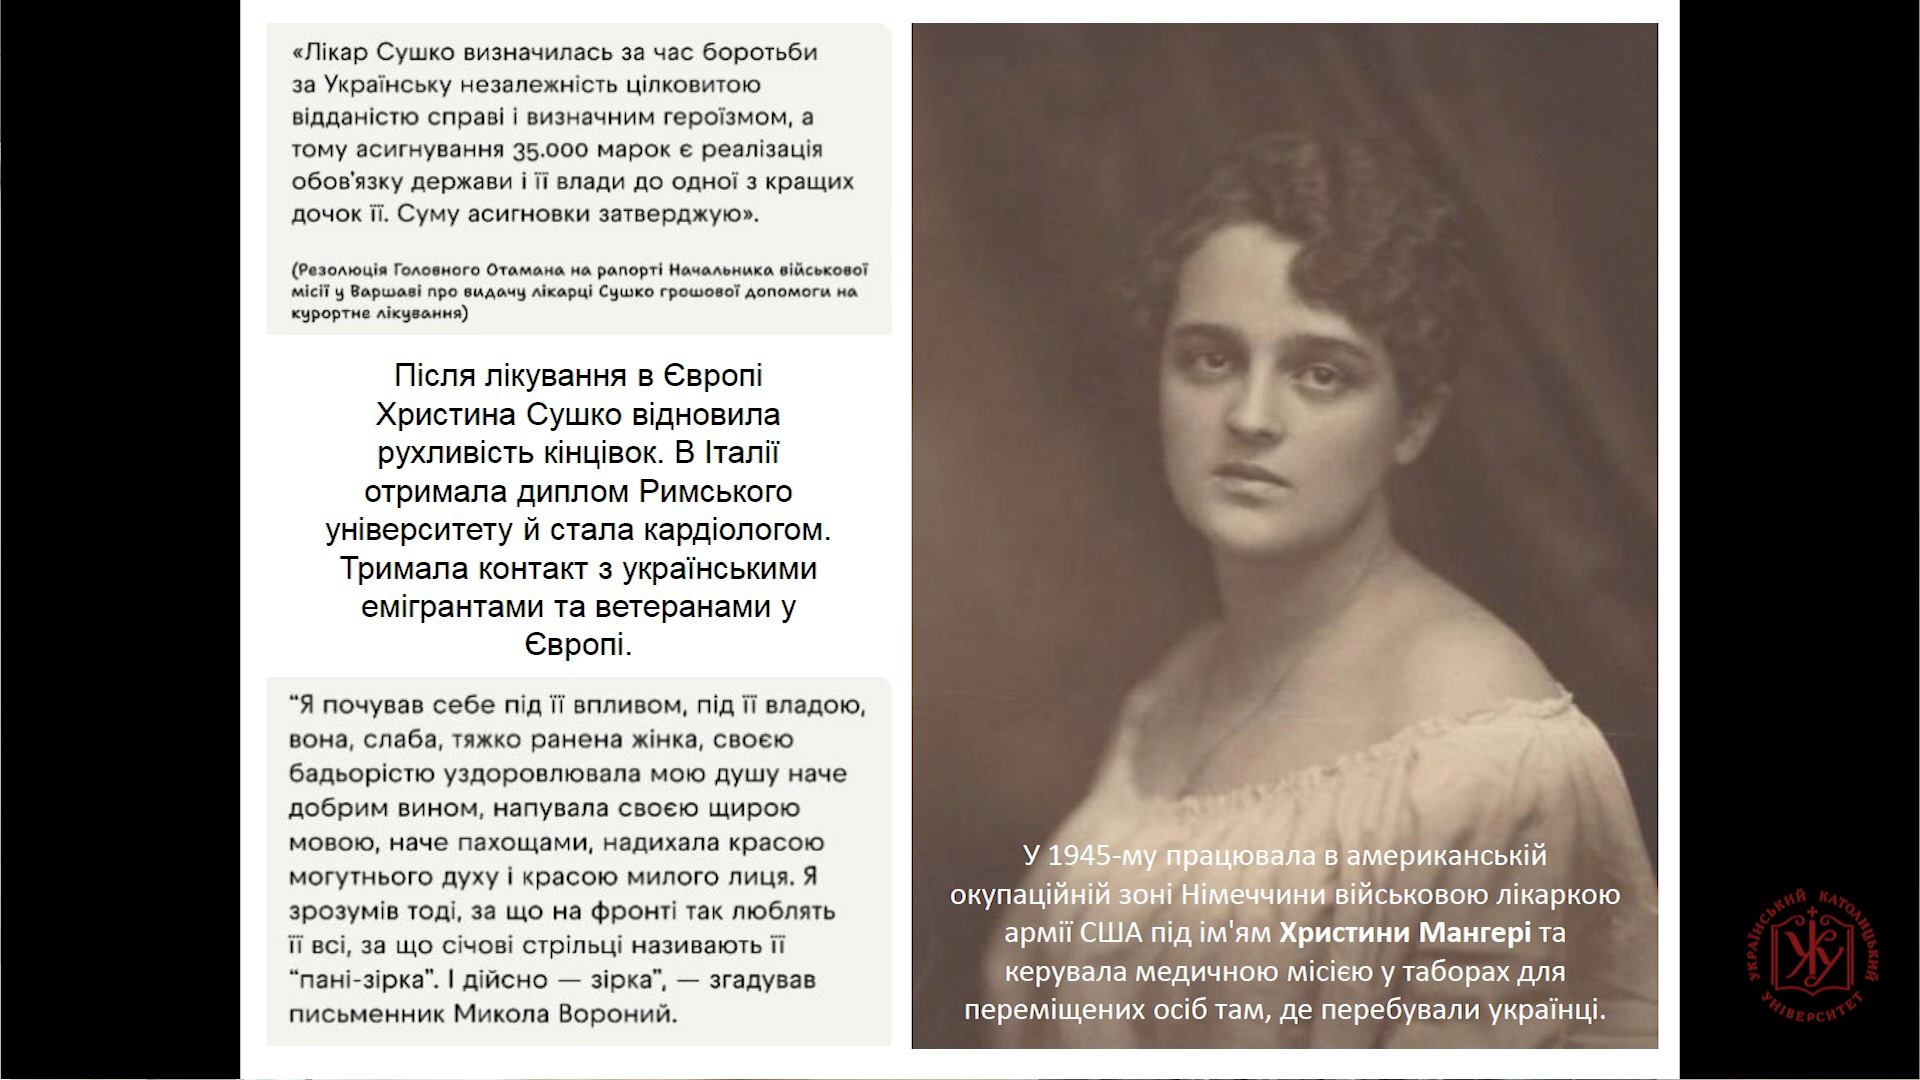 «Лікар Сушко визначилась за час боротьби
за Українську незалежність цілковитою
відданістю справі і визначним героїзмом, а
тому асигнування 35.000 марок є реалізація
обов'язку держави і її влади до одної з кращих
дочок її. Суму асигновки затверджую».
(Резолюція Головного Отамана на рапорті Начальника військової
місії у Варшаві про видачу лікарці Сушко грошової допомоги на
курортне лікування)
Після лікування в Європі
Христина Сушко відновила
рухливість кінцівок. В Італії
отримала диплом Римського
університету й стала кардіологом.
Тримала контакт з українськими
емігрантами та ветеранами у
Європі.
“Я почував себе під її впливом, під її владою,
вона, слаба, тяжко ранена жінка, своєю
бадьорістю уздоровлювала мою душу наче
добрим вином, напувала своєю щирою
мовою, наче пахощами, надихала красою
могутнього духу і красою милого лиця. Я
зрозумів тоді, за що на фронті так люблять
її всі, за що січові стрільці називають її
“пані-зірка”. І дійсно — зірка”, — згадував
письменник Микола Вороний.
У 1945-му працювала в американській
окупаційній зоні Німеччини військовою лікаркою
армії США під ім'ям Христини Мангері та
керувала медичною місією у таборах для
переміщених осіб там, де перебували українці.
УКРАЇНСЬКИЙ КАТОЛИЦЬКИЙ
УНІВЕРСИТЕТ